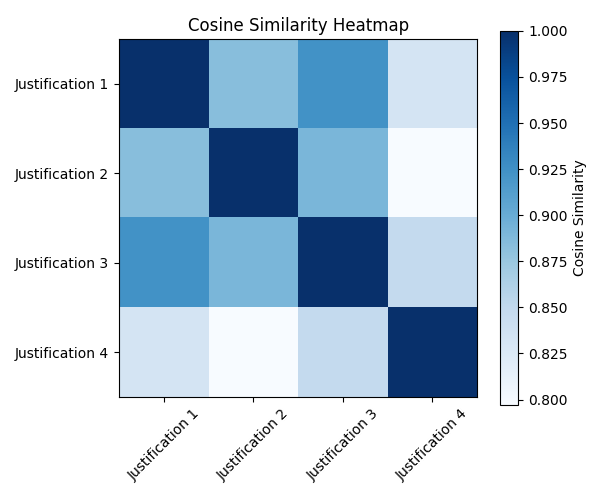 Cosine Similarity Heatmap
Justification 1
Justification 2
Justification 3
Justification 4
Justification 1
Justification 2
Justification 3
Justification 4
1.000
0.975
0.950
0.925
0.900
0.875
0.850
0.825
0.800
Cosine Similarity